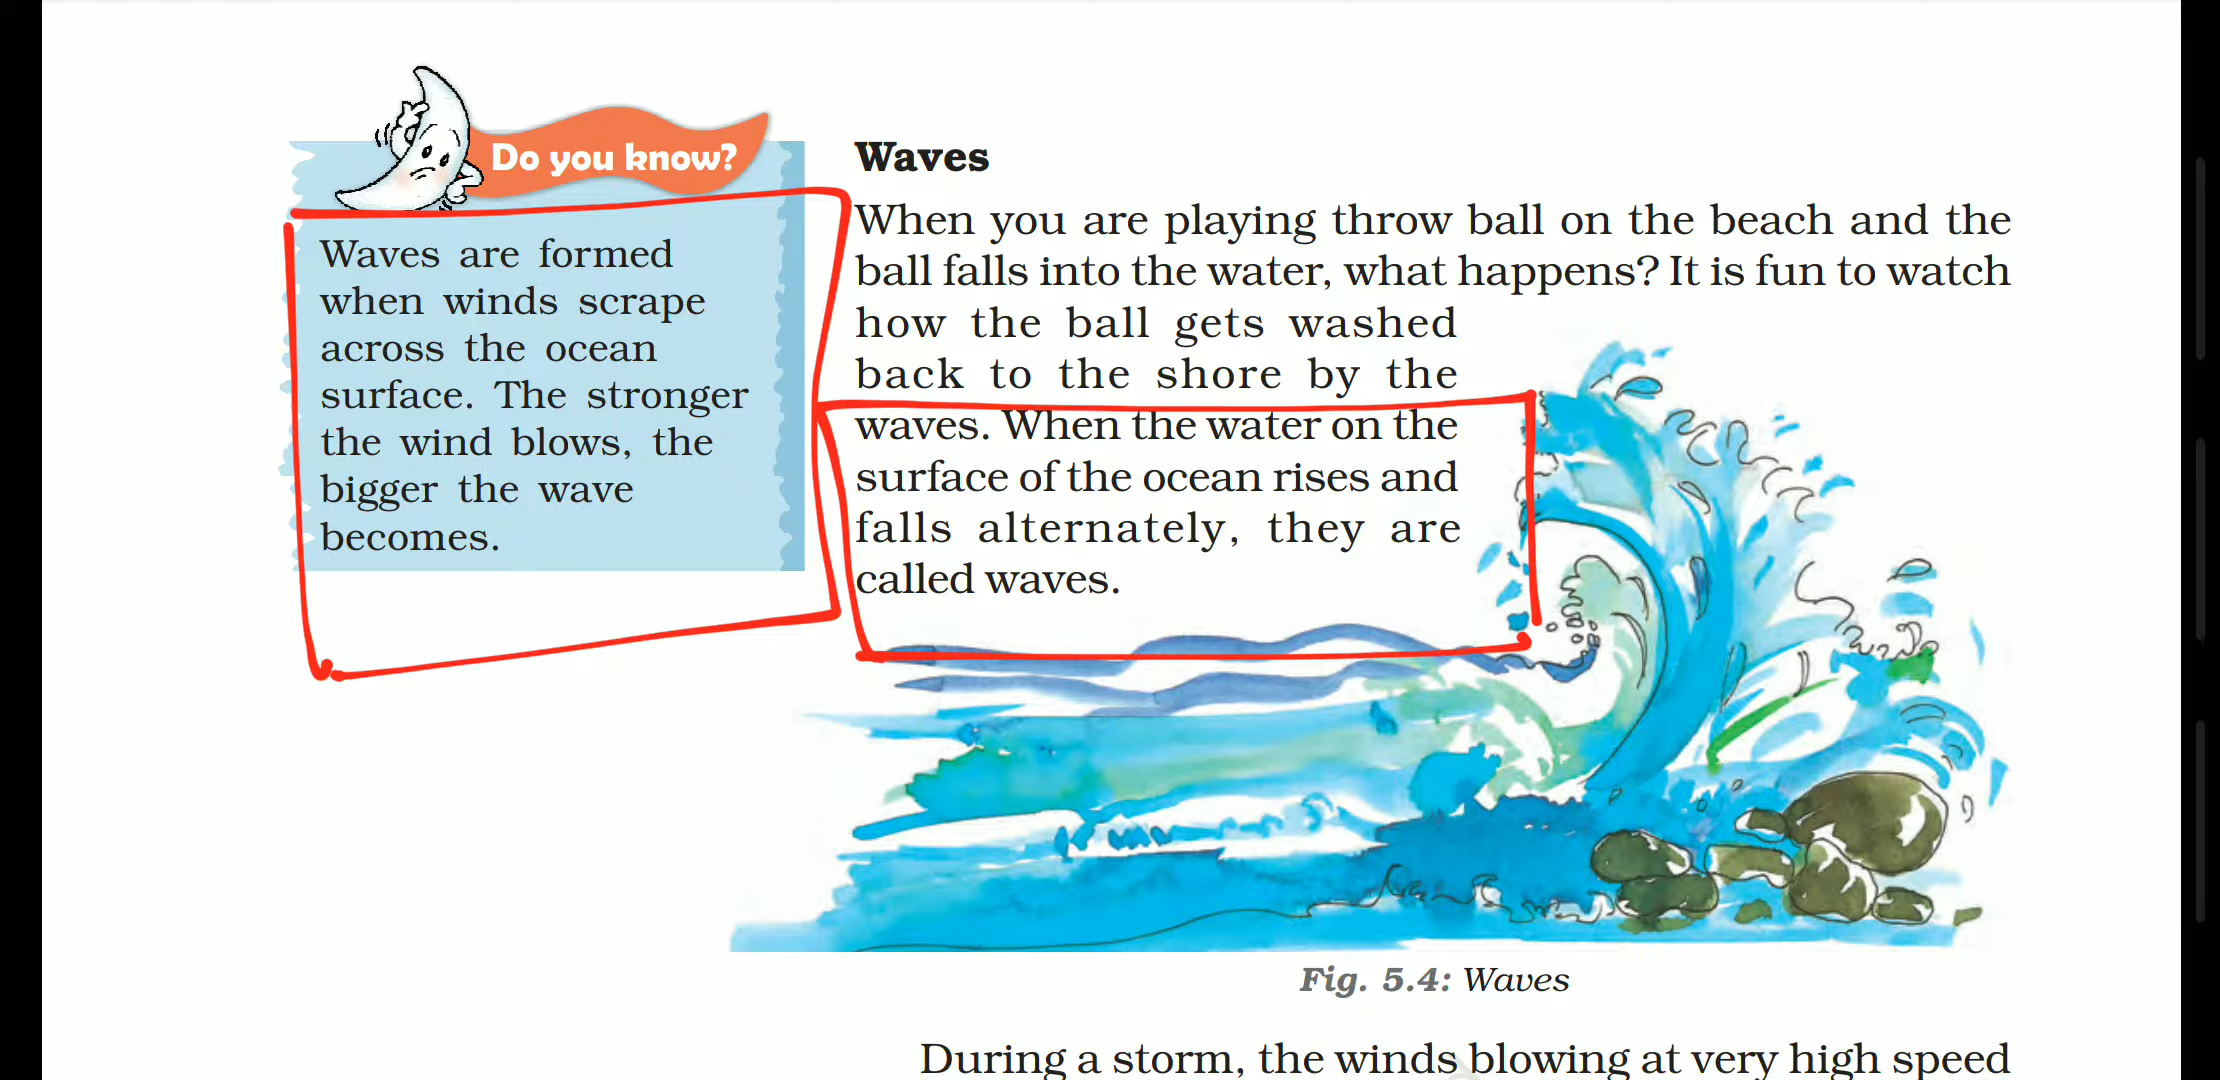 Do you know?
Waves are formed
when winds scrape
across the ocean
surface. The stronger
the wind blows, the
bigger the wave
becomes.
Waves
When you are playing throw ball on the beach and the
ball falls into the water, what happens? It is fun to watch
how the ball gets washed
back to the shore by the
waves. When the water on the
surface of the ocean rises and
falls alternately, they are
called waves.
Fig. 5.4: Waves
During a storm, the winds blowing at very high speed